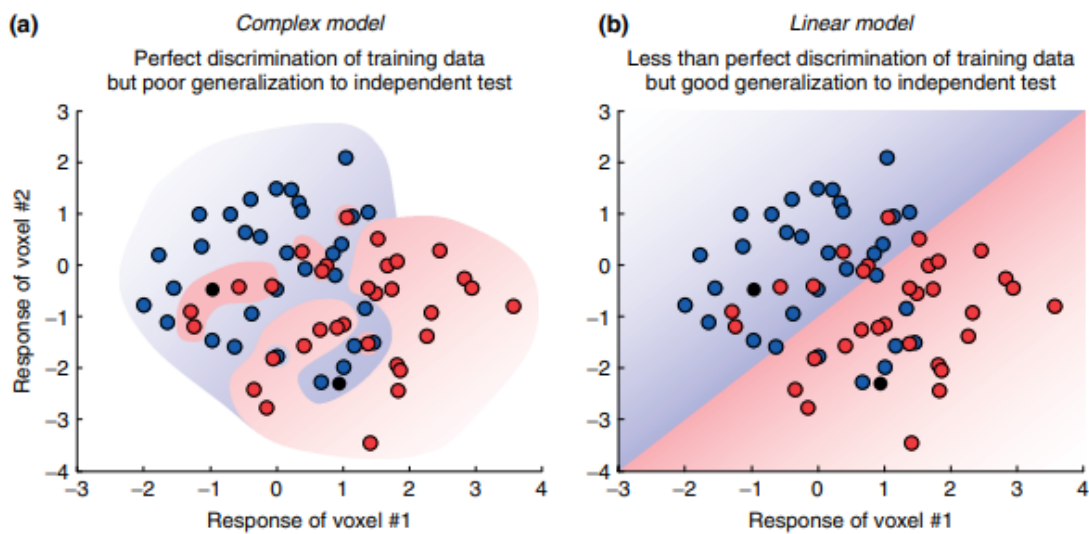 (a)
Complex model
Perfect discrimination of training data
but poor generalization to independent test
3
2
1
0
−1
−2
−3
−4
Response of voxel #2
−3
−2
−1
0
1
2
3
4
Response of voxel #1
(b)
Linear model
Less than perfect discrimination of training data
but good generalization to independent test
3
2
1
0
−1
−2
−3
−4
−3
−2
−1
0
1
2
3
4
Response of voxel #1